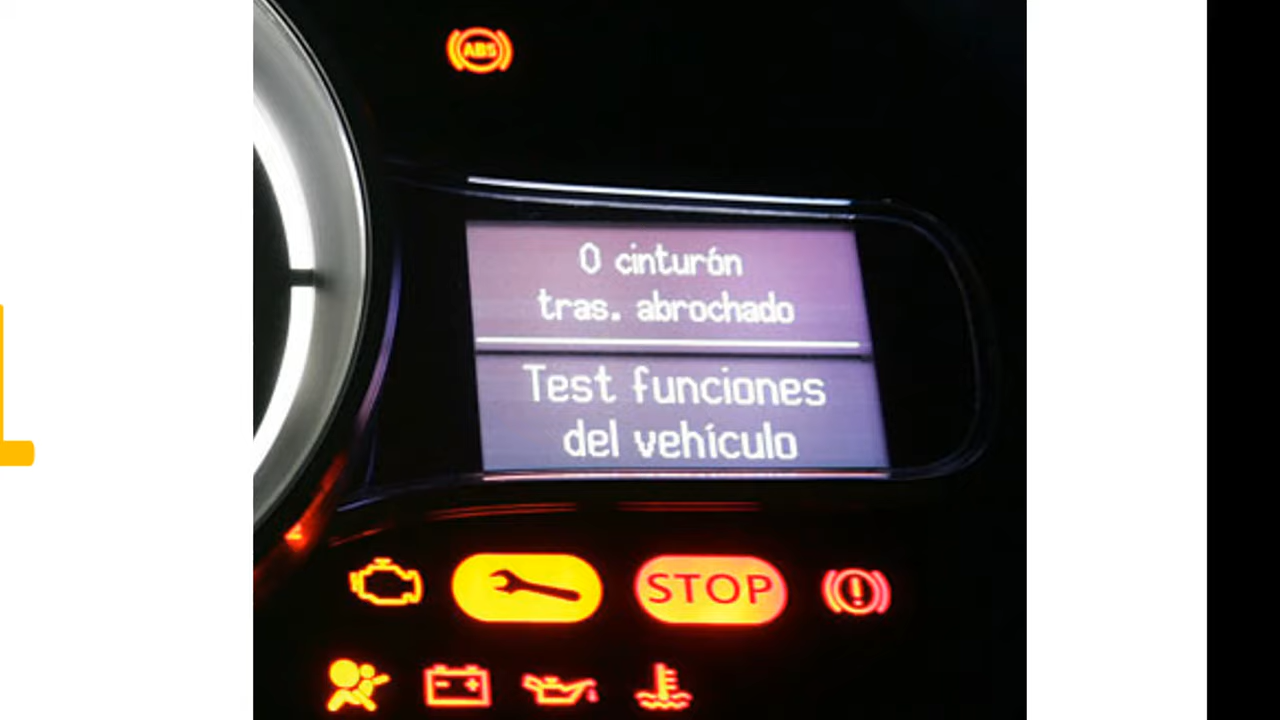 ABS
0 cinturón
tras. abrochado
Test funciones
del vehículo
STOP